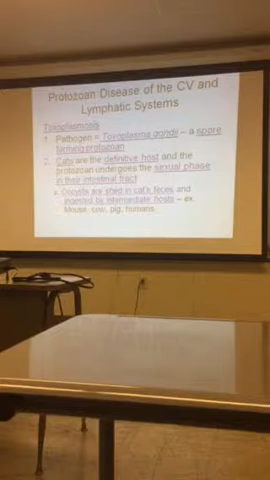 Protozoan Disease of the CV and
Lymphatic Systems
Toxoplasmosis
1. Pathogen = Toxoplasma gondii – a spore
forming protozoan
2. Cats are the definitive host and the
protozoan undergoes the sexual phase
in their intestinal tract
a. Oocysts are shed in cat's feces and
ingested by intermediate hosts – ex.
Mouse, cow, pig, humans